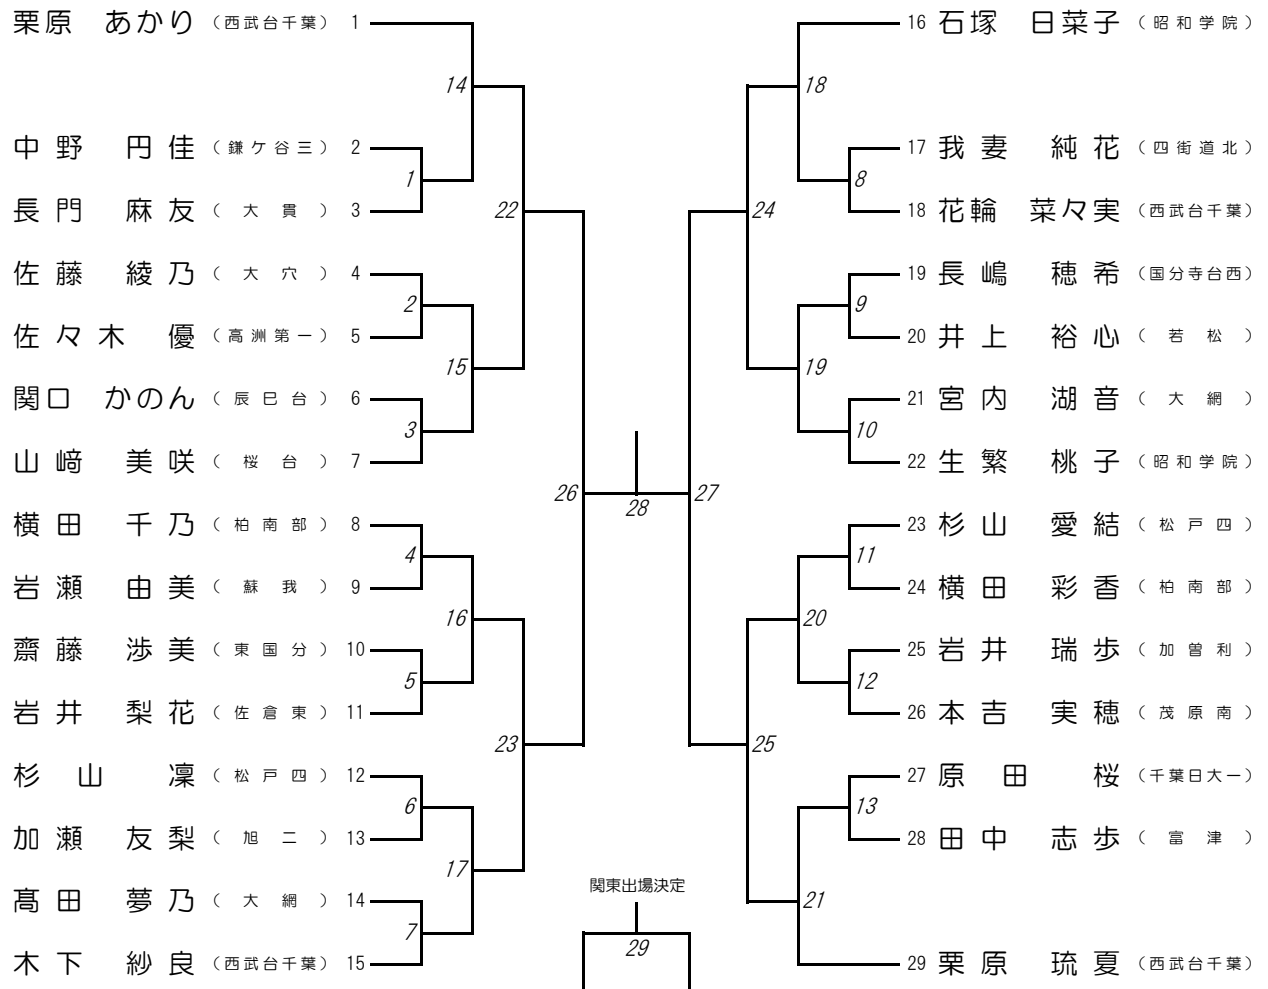 栗原 あかり （西武台千葉） 1
14
中野 円佳 （鎌ケ谷三） 2
1
長門 麻友 （大貫） 3
22
佐藤 綾乃 （大穴） 4
2
佐々木 優 （高洲第一） 5
15
関口 かのん （辰巳台） 6
3
山﨑 美咲 （桜台） 7
26
横田 千乃 （柏南部） 8
4
岩瀬 由美 （蘇我） 9
16
齋藤 渉美 （東国分） 10
5
岩井 梨花 （佐倉東） 11
23
杉山 凜 （松戸四） 12
6
加瀬 友梨 （旭二） 13
17
髙田 夢乃 （大網） 14
7
木下 紗良 （西武台千葉） 15
28
関東出場決定
29
16 石塚 日菜子 （昭和学院）
18
17 我妻 純花 （四街道北）
8
18 花輪 菜々実 （西武台千葉）
24
19 長嶋 穂希 （国分寺台西）
9
20 井上 裕心 （若松）
19
21 宮内 湖音 （大網）
10
22 生繁 桃子 （昭和学院）
27
23 杉山 愛結 （松戸四）
11
24 横田 彩香 （柏南部）
20
25 岩井 瑞歩 （加曽利）
12
26 本吉 実穂 （茂原南）
25
27 原田 桜 （千葉日大一）
13
28 田中 志歩 （富津）
21
29 栗原 琉夏 （西武台千葉）